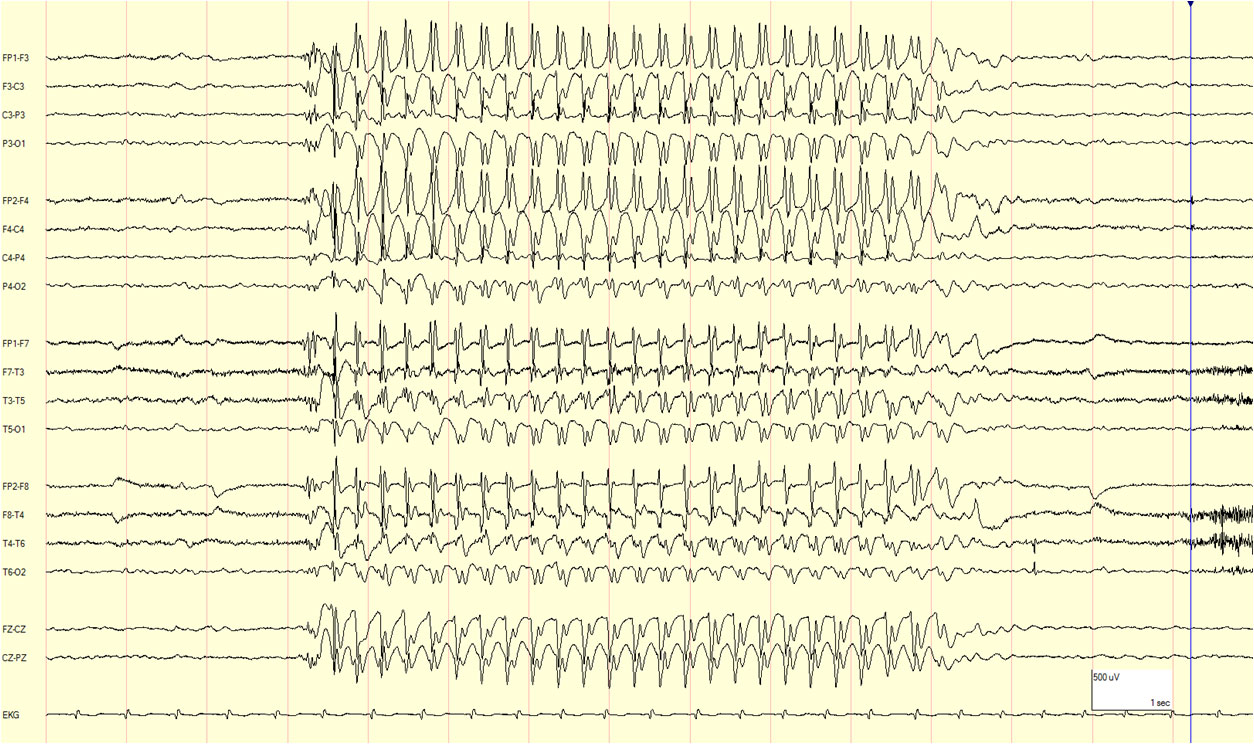 FP1-F3
F3-C3
C3-P3
P3-O1
FP2-F4
F4-C4
C4-P4
P4-O2
FP1-F7
F7-T3
T3-T5
T5-O1
FP2-F8
F8-T4
T4-T6
T6-O2
FZ-CZ
CZ-PZ
500 uV
1 sec
EKG